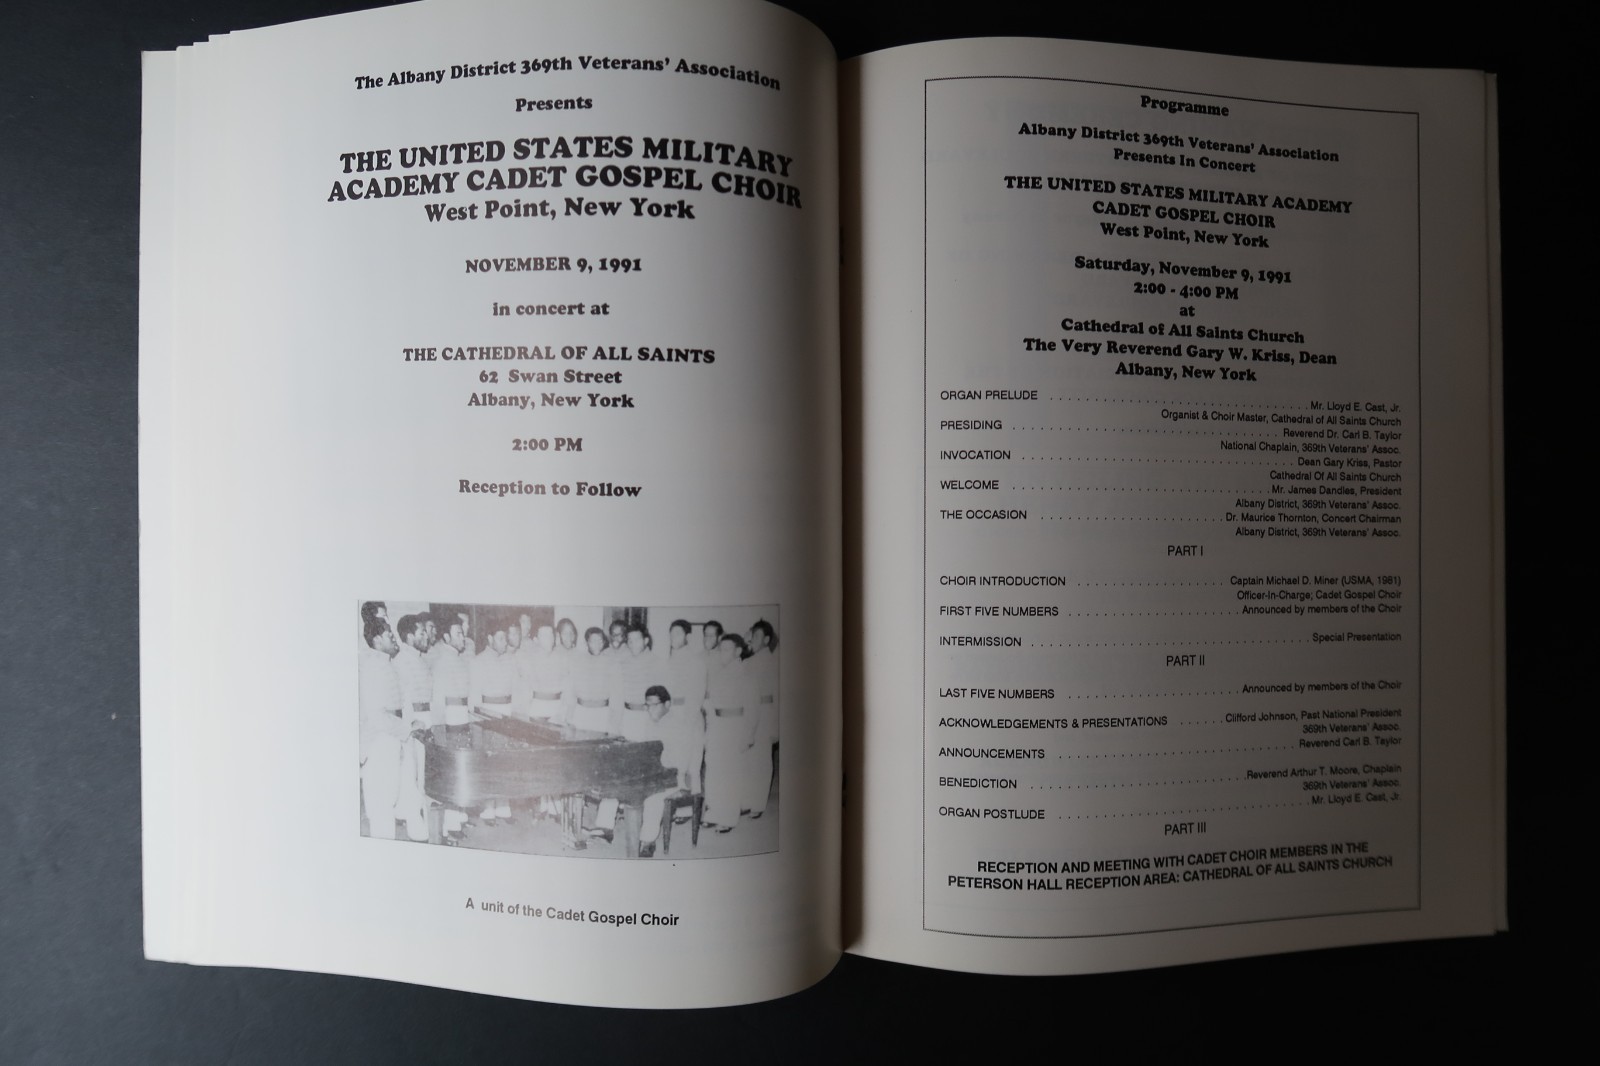 The Albany District 369th Veterans' Association
Presents
THE UNITED STATES MILITARY
ACADEMY CADET GOSPEL CHOIR
West Point, New York
NOVEMBER 9, 1991
in concert at
THE CATHEDRAL OF ALL SAINTS
62 Swan Street
Albany, New York
2:00 PM
Reception to Follow
A unit of the Cadet Gospel Choir
Programme
Albany District 369th Veterans' Association
Presents In Concert
THE UNITED STATES MILITARY ACADEMY
CADET GOSPEL CHOIR
West Point, New York
Saturday, November 9, 1991
2:00 - 4:00 PM
at
Cathedral of All Saints Church
The Very Reverend Gary W. Kriss, Dean
Albany, New York
ORGAN PRELUDE . . . . . . . . . . Mr. Lloyd E. Cast, Jr.
Organist & Choir Master, Cathedral of All Saints Church
PRESIDING . . . . . . . . . . Reverend Dr. Carl B. Taylor
National Chaplain, 369th Veterans' Assoc.
INVOCATION . . . . . . . . . . Dean Gary Kriss, Pastor
Cathedral Of All Saints Church
WELCOME . . . . . . . . . . Mr. James Dandles, President
Albany District, 369th Veterans' Assoc.
THE OCCASION . . . . . . . . . . Dr. Maurice Thornton, Concert Chairman
Albany District, 369th Veterans' Assoc.
PART I
CHOIR INTRODUCTION . . . . . . . . . . Captain Michael D. Miner (USMA, 1981)
Officer-In-Charge; Cadet Gospel Choir
FIRST FIVE NUMBERS . . . . . . . . . . Announced by members of the Choir
INTERMISSION . . . . . . . . . . Special Presentation
PART II
LAST FIVE NUMBERS . . . . . . . . . . Announced by members of the Choir
ACKNOWLEDGEMENTS & PRESENTATIONS . . . . . . Clifford Johnson, Past National President
369th Veterans' Assoc.
ANNOUNCEMENTS . . . . . . . . . . Reverend Carl B. Taylor
BENEDICTION . . . . . . . . . . Reverend Arthur T. Moore, Chaplain
369th Veterans' Assoc.
ORGAN POSTLUDE . . . . . . . . . . Mr. Lloyd E. Cast, Jr.
PART III
RECEPTION AND MEETING WITH CADET CHOIR MEMBERS IN THE
PETERSON HALL RECEPTION AREA: CATHEDRAL OF ALL SAINTS CHURCH